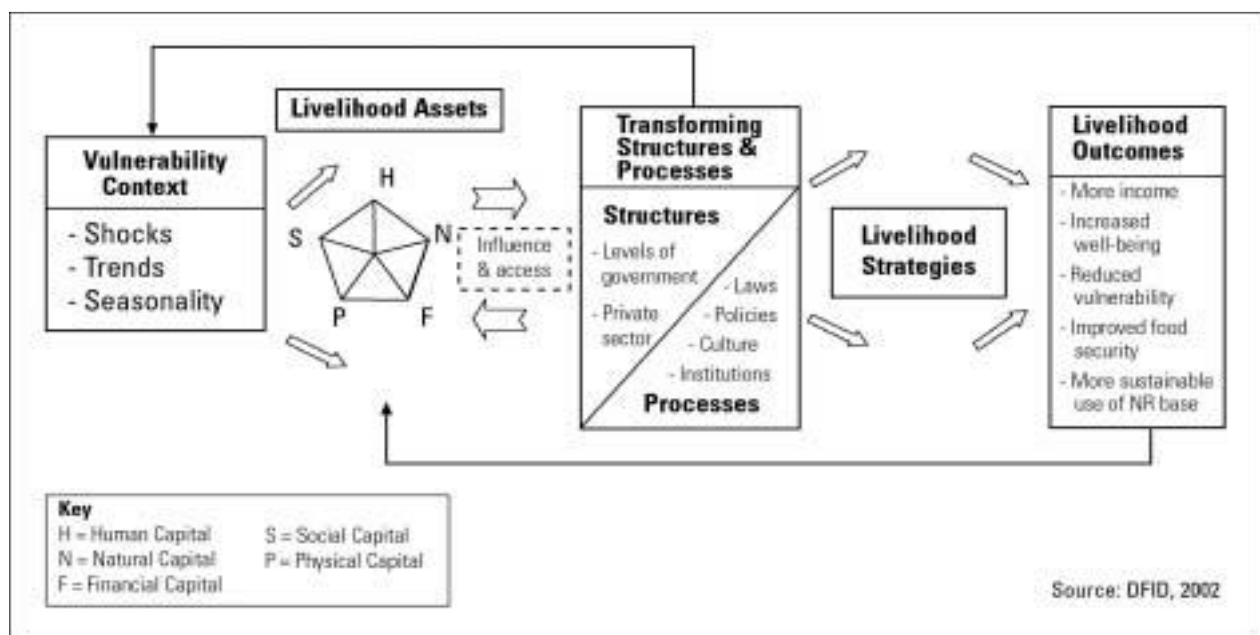 Livelihood Assets
Vulnerability
Context
- Shocks
- Trends
- Seasonality
H
S
N
P
F
Influence
& access
Transforming
Structures &
Processes
Structures
- Levels of
government
- Private
sector
- Laws
- Policies
- Culture
- Institutions
Processes
Livelihood
Strategies
Livelihood
Outcomes
- More income
- Increased
well-being
- Reduced
vulnerability
- Improved food
security
- More sustainable
use of NR base
Key
H = Human Capital
S = Social Capital
N = Natural Capital
P = Physical Capital
F = Financial Capital
Source: DFID, 2002